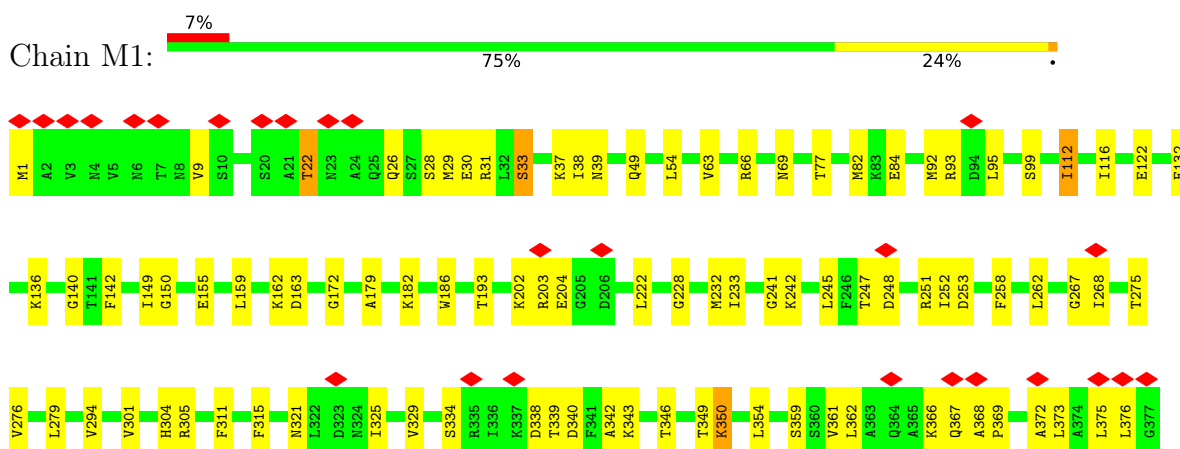 7%
Chain M1:
75% 24% •
M1 A2 V3 N4 V5 N6 T7 N8 V9 S10 S20 A21 T22 N23 A24 Q25 Q26 S27 S28 M29 E30 R31 L32 S33 K37 I38 N39 Q49 L54 V63 R66 N69 T77 M82 K83 E84 M92 R93 D94 L95 S99 I112 I116 E122
K136 G140 T141 F142 I149 G150 E155 L159 K162 D163 G172 A179 K182 W186 T193 K202 R203 E204 G205 D206 L222 G228 M232 I233 G241 K242 L245 F246 T247 D248 R251 I252 D253 F258 L262 G267 I268 T275
V276 L279 V294 V301 H304 R305 F311 F315 N321 L322 D323 N324 I325 V329 S334 R335 I336 K337 D338 T339 D340 F341 A342 K343 T346 T349 K350 L354 S359 S360 V361 L362 A363 Q364 A365 K366 Q367 A368 P369 A372 L373 A374 L375 L376 G377